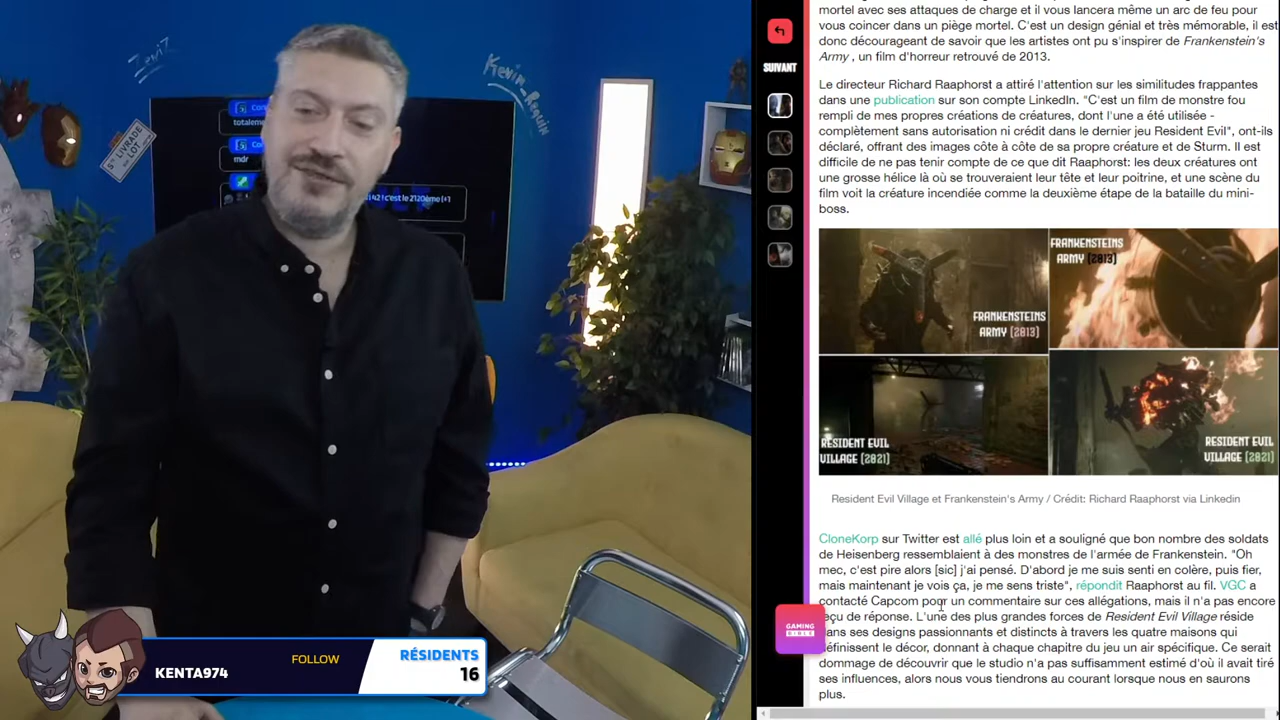 Kevin_Requin
5€ LIVRADE
LOT
Con
totaleme
Co
mdr
a 42 ! c'est le 2120ème (+1
FOLLOW
KENTA974
RÉSIDENTS
16
SUIVANT
GAMING
BIBLE
mortel avec ses attaques de charge et il vous lancera même un arc de feu pour
vous coincer dans un piège mortel. C'est un design génial et très mémorable, il est
donc décourageant de savoir que les artistes ont pu s'inspirer de Frankenstein's
Army , un film d'horreur retrouvé de 2013.
Le directeur Richard Raaphorst a attiré l'attention sur les similitudes frappantes
dans une publication sur son compte LinkedIn. "C'est un film de monstre fou
rempli de mes propres créations de créatures, dont l'une a été utilisée -
complètement sans autorisation ni crédit dans le dernier jeu Resident Evil", ont-ils
déclaré, offrant des images côte à côte de sa propre créature et de Sturm. Il est
difficile de ne pas tenir compte de ce que dit Raaphorst: les deux créatures ont
une grosse hélice là où se trouveraient leur tête et leur poitrine, et une scène du
film voit la créature incendiée comme la deuxième étape de la bataille du mini-
boss.
FRANKENSTEINS
ARMY (2013)
FRANKENSTEINS
ARMY (2013)
RESIDENT EVIL
VILLAGE (2021)
RESIDENT EVIL
VILLAGE (2021)
Resident Evil Village et Frankenstein's Army / Crédit: Richard Raaphorst via Linkedin
CloneKorp sur Twitter est allé plus loin et a souligné que bon nombre des soldats
de Heisenberg ressemblaient à des monstres de l'armée de Frankenstein. "Oh
mec, c'est pire alors [sic] j'ai pensé. D'abord je me suis senti en colère, puis fier,
mais maintenant je vois ça, je me sens triste", répondit Raaphorst au fil. VGC a
contacté Capcom pour un commentaire sur ces allégations, mais il n'a pas encore
eçu de réponse. L'une des plus grandes forces de Resident Evil Village réside
ans ses designs passionnants et distincts à travers les quatre maisons qui
éfinissent le décor, donnant à chaque chapitre du jeu un air spécifique. Ce serait
dommage de découvrir que le studio n'a pas suffisamment estimé d'où il avait tiré
ses influences, alors nous vous tiendrons au courant lorsque nous en saurons
plus.